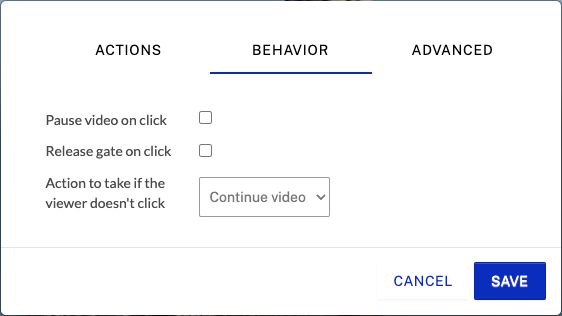 ACTIONS BEHAVIOR ADVANCED
Pause video on click
Release gate on click
Action to take if the
viewer doesn't click
Continue video
CANCEL SAVE